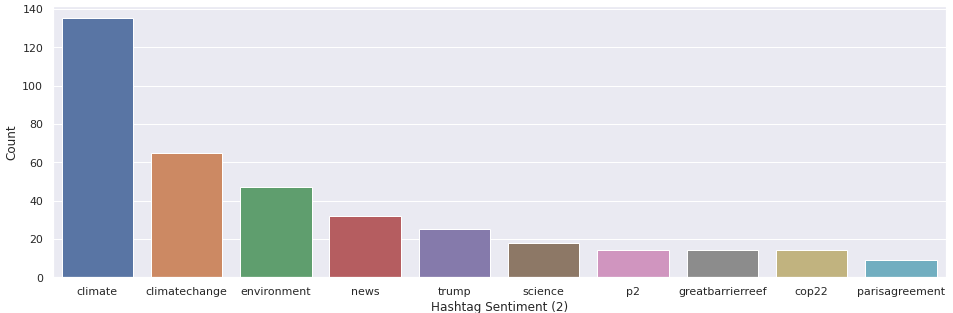 140
120
100
80
60
40
20
0
Count
climate climatechange environment news trump science p2 greatbarrierreef cop22 parisagreement
Hashtag Sentiment (2)